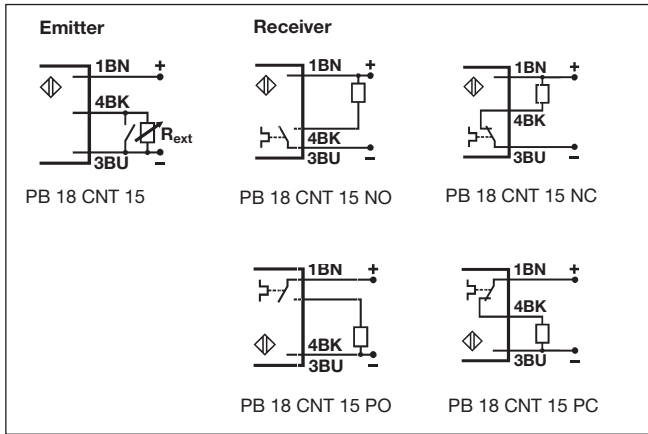 Emitter
Receiver
1BN +
4BK
Rext
3BU −
PB 18 CNT 15
1BN +
4BK
3BU −
PB 18 CNT 15 NO
1BN +
4BK
3BU −
PB 18 CNT 15 NC
1BN +
4BK
3BU −
PB 18 CNT 15 PO
1BN +
4BK
3BU −
PB 18 CNT 15 PC